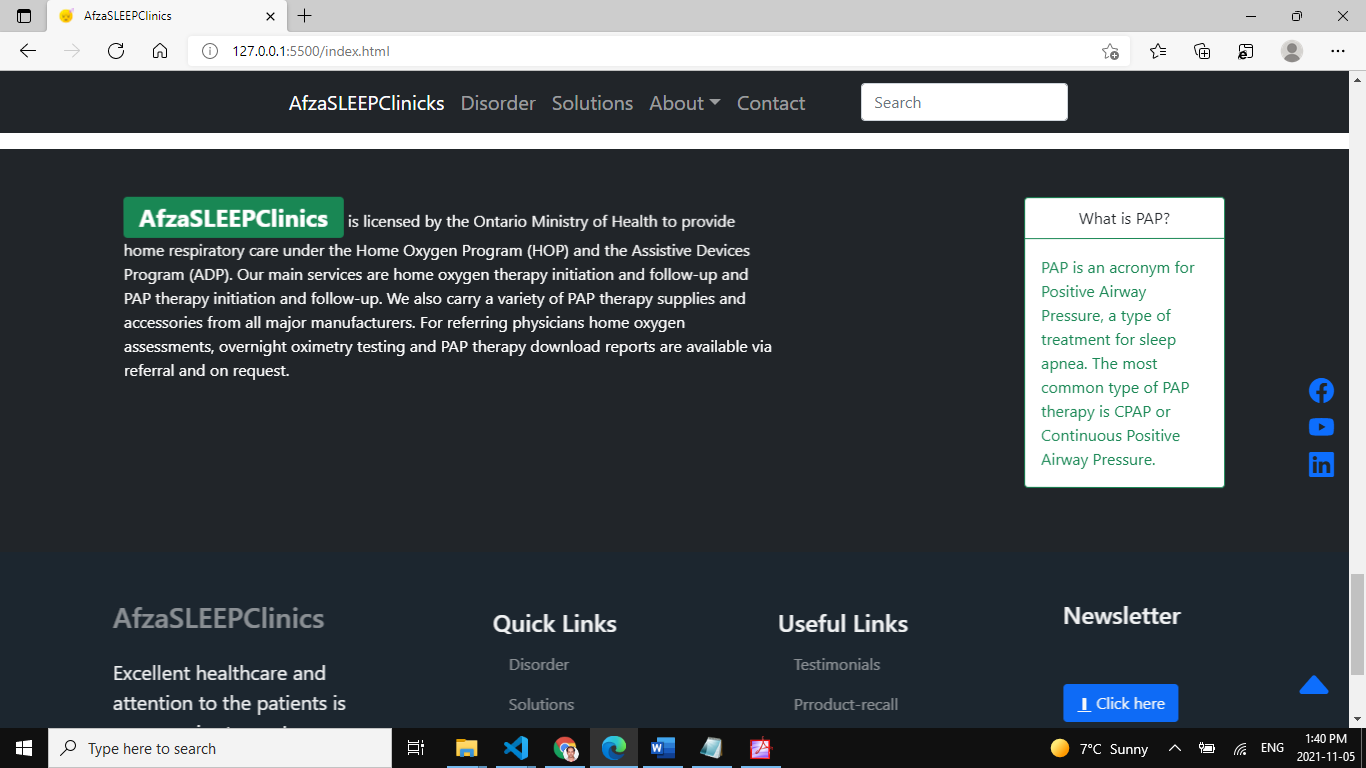 AfzaSLEEPClinics
127.0.0.1:5500/index.html
AfzaSLEEPClinicks Disorder Solutions About Contact Search
AfzaSLEEPClinics is licensed by the Ontario Ministry of Health to provide
home respiratory care under the Home Oxygen Program (HOP) and the Assistive Devices
Program (ADP). Our main services are home oxygen therapy initiation and follow-up and
PAP therapy initiation and follow-up. We also carry a variety of PAP therapy supplies and
accessories from all major manufacturers. For referring physicians home oxygen
assessments, overnight oximetry testing and PAP therapy download reports are available via
referral and on request.
What is PAP?
PAP is an acronym for
Positive Airway
Pressure, a type of
treatment for sleep
apnea. The most
common type of PAP
therapy is CPAP or
Continuous Positive
Airway Pressure.
AfzaSLEEPClinics
Excellent healthcare and
attention to the patients is
Quick Links
Disorder
Solutions
Useful Links
Testimonials
Prroduct-recall
Newsletter
Click here
Type here to search
7°C Sunny
ENG
1:40 PM
2021-11-05